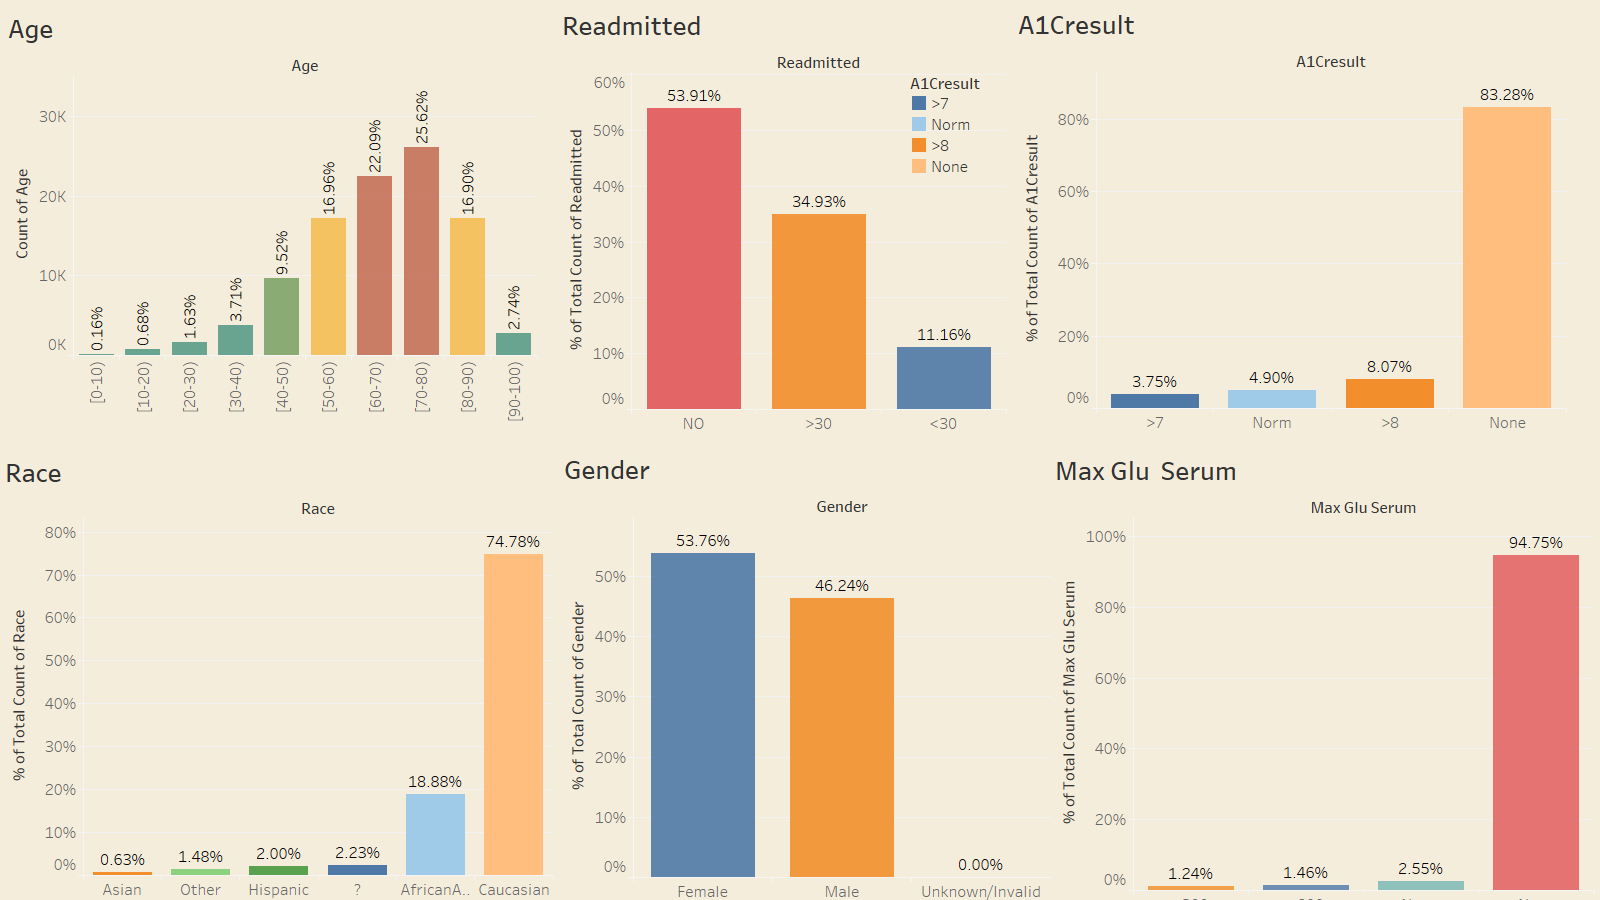 Age
Age
Count of Age
30K
20K
10K
0K
0.16%
0.68%
1.63%
3.71%
9.52%
16.96%
22.09%
25.62%
16.90%
2.74%
[0-10)
[10-20)
[20-30)
[30-40)
[40-50)
[50-60)
[60-70)
[70-80)
[80-90)
[90-100)
Readmitted
Readmitted
% of Total Count of Readmitted
60%
50%
40%
30%
20%
10%
0%
53.91%
34.93%
11.16%
NO
>30
<30
A1Cresult
>7
Norm
>8
None
A1Cresult
A1Cresult
% of Total Count of A1Cresult
80%
60%
40%
20%
0%
3.75%
4.90%
8.07%
83.28%
>7
Norm
>8
None
Race
Race
% of Total Count of Race
80%
70%
60%
50%
40%
30%
20%
10%
0%
0.63%
1.48%
2.00%
2.23%
18.88%
74.78%
Asian
Other
Hispanic
?
AfricanA..
Caucasian
Gender
Gender
% of Total Count of Gender
50%
40%
30%
20%
10%
0%
53.76%
46.24%
0.00%
Female
Male
Unknown/Invalid
Max Glu  Serum
Max Glu Serum
% of Total Count of Max Glu Serum
100%
80%
60%
40%
20%
0%
1.24%
1.46%
2.55%
94.75%